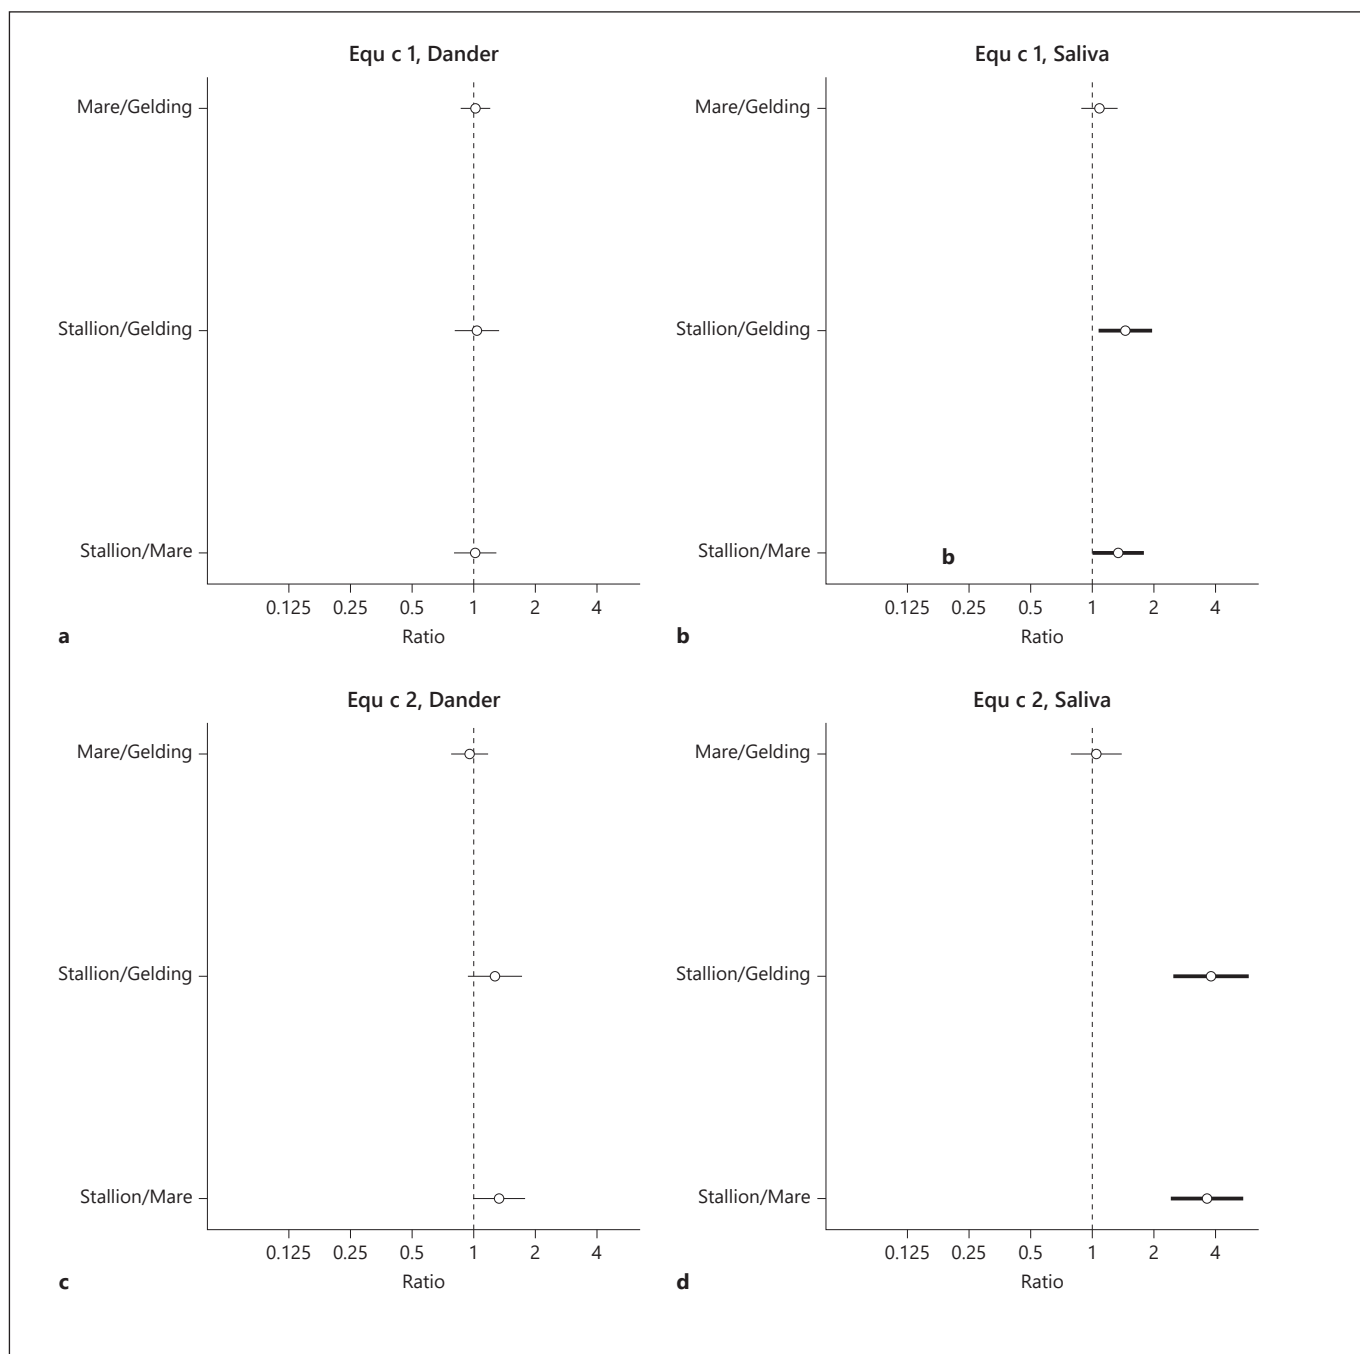 Equ c 1, Dander
Mare/Gelding
Stallion/Gelding
Stallion/Mare
0.125 0.25 0.5 1 2 4
Ratio
a
Equ c 1, Saliva
Mare/Gelding
Stallion/Gelding
Stallion/Mare
b
0.125 0.25 0.5 1 2 4
Ratio
b
Equ c 2, Dander
Mare/Gelding
Stallion/Gelding
Stallion/Mare
0.125 0.25 0.5 1 2 4
Ratio
c
Equ c 2, Saliva
Mare/Gelding
Stallion/Gelding
Stallion/Mare
0.125 0.25 0.5 1 2 4
Ratio
d